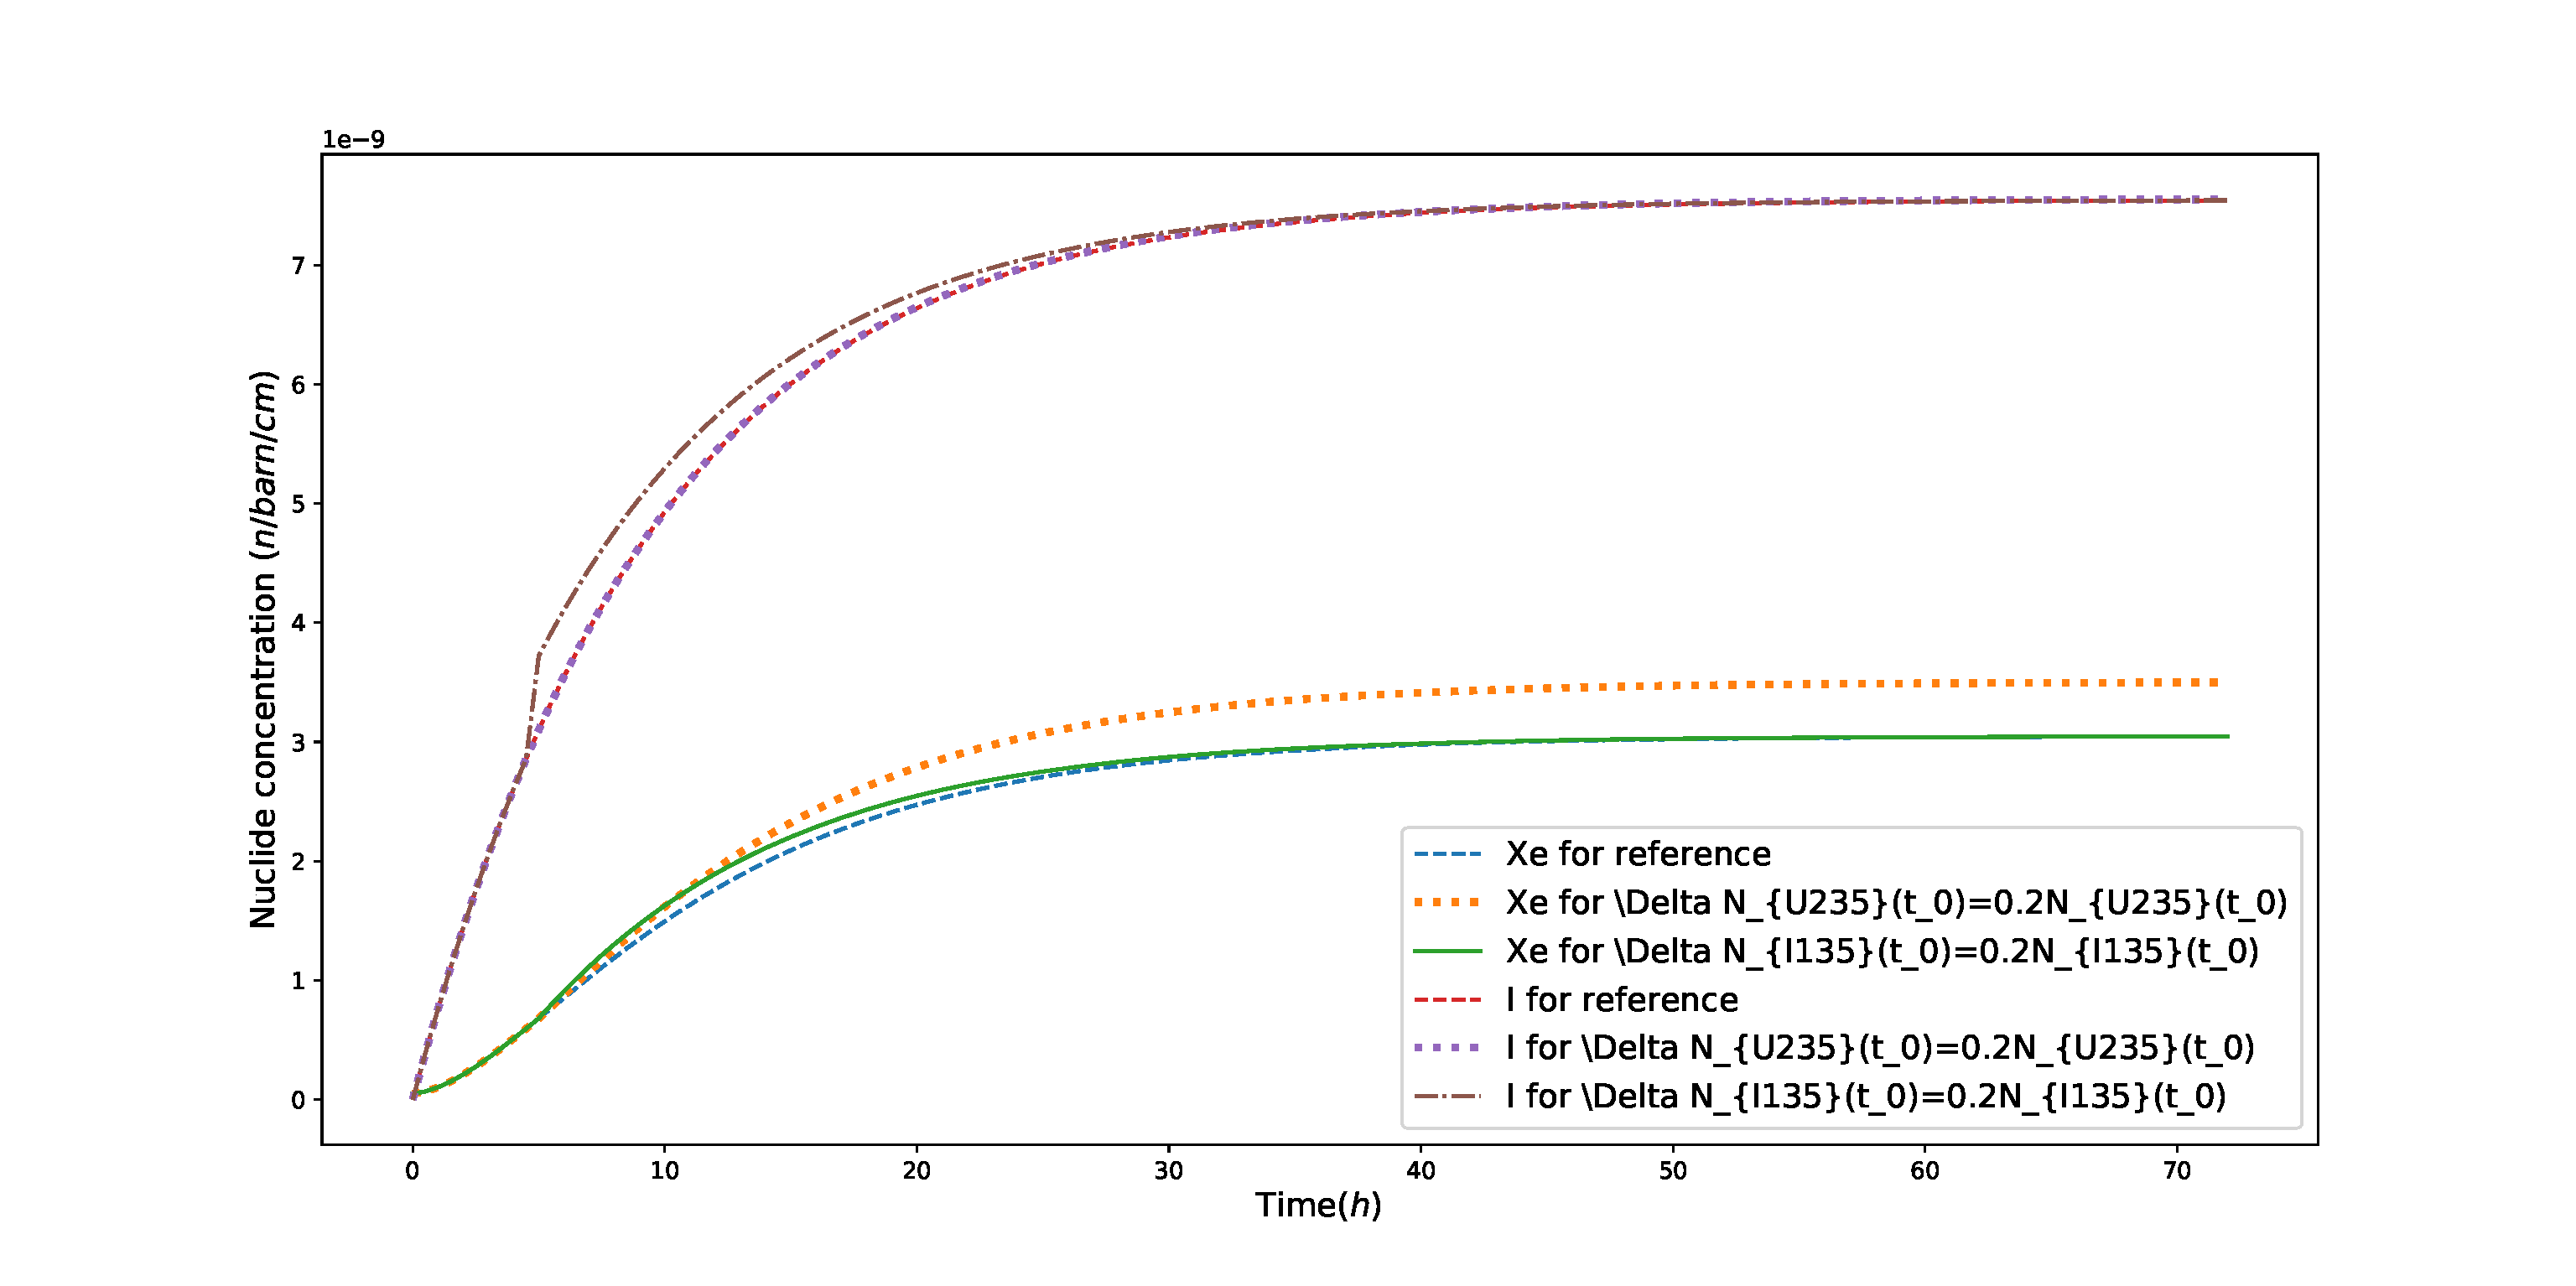 1e−9
7
6
5
4
3
2
1
0
Nuclide concentration (n/barn/cm)
0 10 20 30 40 50 60 70
Time(h)
Xe for reference
Xe for \Delta N_{U235}(t_0)=0.2N_{U235}(t_0)
Xe for \Delta N_{I135}(t_0)=0.2N_{I135}(t_0)
I for reference
I for \Delta N_{U235}(t_0)=0.2N_{U235}(t_0)
I for \Delta N_{I135}(t_0)=0.2N_{I135}(t_0)